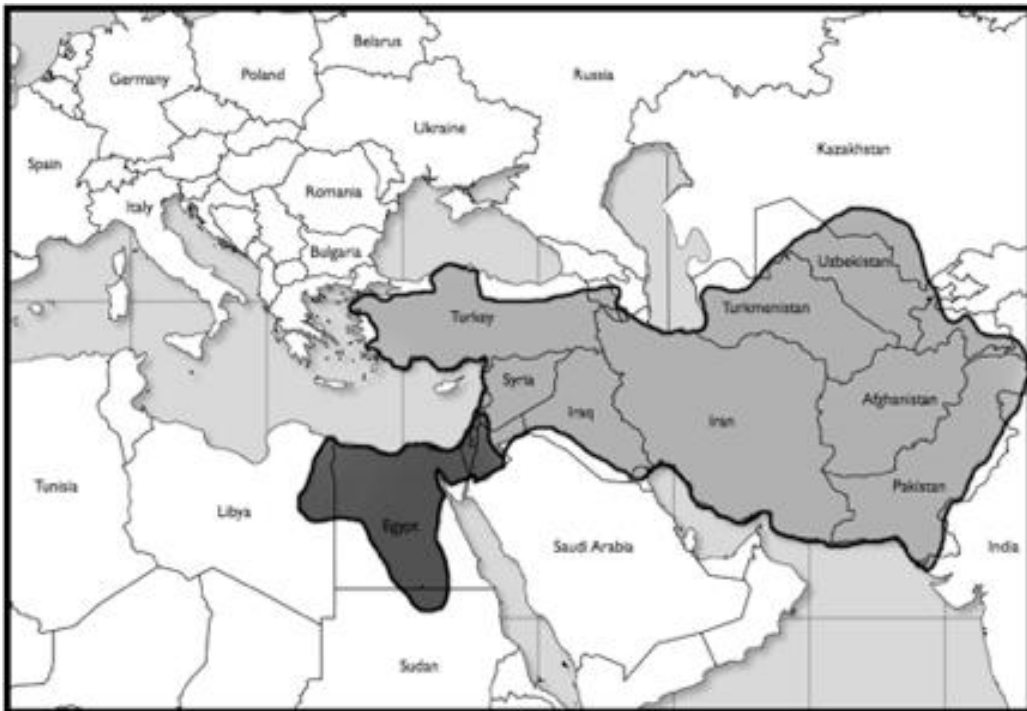 Belarus
Germany
Poland
Russia
Ukraine
Kazakhstan
Spain
Romania
Italy
Bulgaria
Uzbekistan
Turkmenistan
Turkey
Syria
Afghanistan
Iraq
Iran
Tunisia
Pakistan
Libya
Egypt
Saudi Arabia
India
Sudan